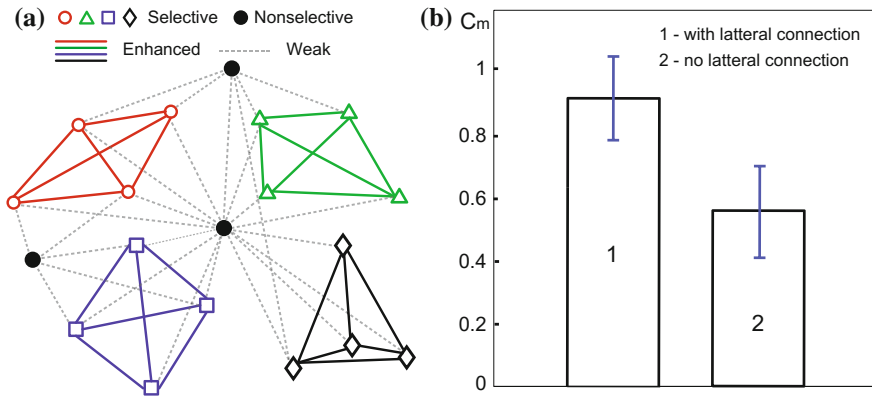 (a) Selective Nonselective
Enhanced Weak
(b) Cm
1 - with latteral connection
2 - no latteral connection
1
0.8
0.6
0.4
0.2
0
1
2